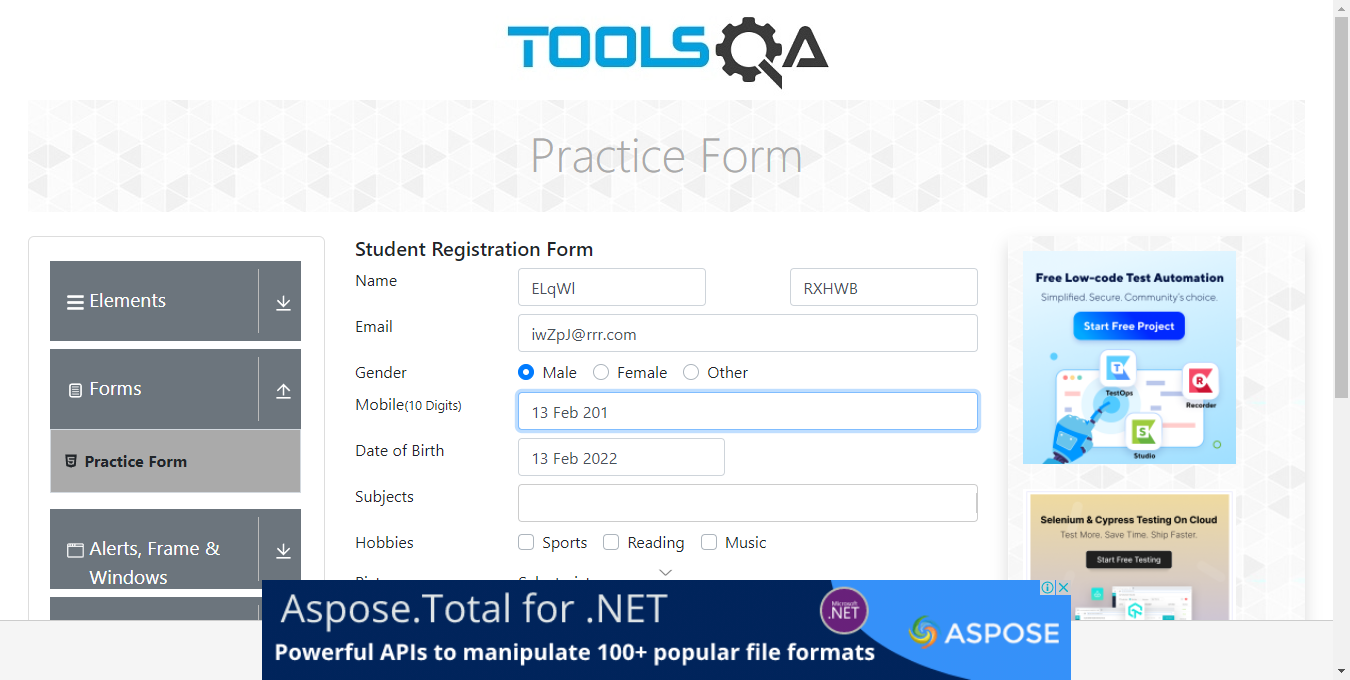 TOOLSQA
Practice Form
Elements
Forms
Practice Form
Alerts, Frame &
Windows
Student Registration Form
Name
ELqWl
RXHWB
Email
iwZpJ@rrr.com
Gender
Male
Female
Other
Mobile(10 Digits)
13 Feb 201
Date of Birth
13 Feb 2022
Subjects
Hobbies
Sports
Reading
Music
Free Low-code Test Automation
Simplified. Secure. Community's choice.
Start Free Project
TestOps
Recorder
Studio
Selenium & Cypress Testing On Cloud
Test More. Save Time. Ship Faster.
Start Free Testing
Aspose.Total for .NET
Powerful APIs to manipulate 100+ popular file formats
Microsoft
.NET
ASPOSE